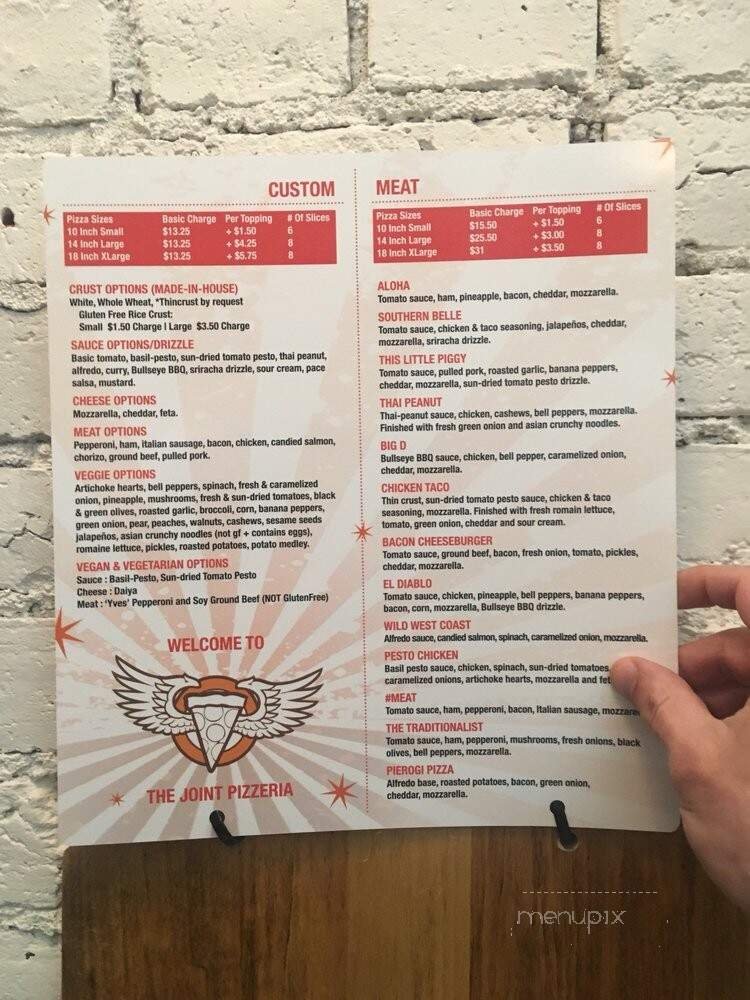 CUSTOM
Pizza Sizes Basic Charge Per Topping # Of Slices
10 Inch Small $13.25 + $1.50 6
14 Inch Large $13.25 + $4.25 8
18 Inch XLarge $13.25 + $5.75 8
CRUST OPTIONS (MADE-IN-HOUSE)
White, Whole Wheat, *Thincrust by request
Gluten Free Rice Crust:
Small $1.50 Charge | Large $3.50 Charge
SAUCE OPTIONS/DRIZZLE
Basic tomato, basil-pesto, sun-dried tomato pesto, thai peanut,
alfredo, curry, Bullseye BBQ, sriracha drizzle, sour cream, pace
salsa, mustard.
CHEESE OPTIONS
Mozzarella, cheddar, feta.
MEAT OPTIONS
Pepperoni, ham, italian sausage, bacon, chicken, candied salmon,
chorizo, ground beef, pulled pork.
VEGGIE OPTIONS
Artichoke hearts, bell peppers, spinach, fresh & caramelized
onion, pineapple, mushrooms, fresh & sun-dried tomatoes, black
& green olives, roasted garlic, broccoli, corn, banana peppers,
green onion, pear, peaches, walnuts, cashews, sesame seeds
jalapeños, asian crunchy noodles (not gf + contains eggs),
romaine lettuce, pickles, roasted potatoes, potato medley.
VEGAN & VEGETARIAN OPTIONS
Sauce : Basil-Pesto, Sun-dried Tomato Pesto
Cheese : Daiya
Meat : 'Yves' Pepperoni and Soy Ground Beef (NOT GlutenFree)
WELCOME TO
THE JOINT PIZZERIA
MEAT
Pizza Sizes Basic Charge Per Topping # Of Slices
10 Inch Small $15.50 + $1.50 6
14 Inch Large $25.50 + $3.00 8
18 Inch XLarge $31 + $3.50 8
ALOHA
Tomato sauce, ham, pineapple, bacon, cheddar, mozzarella.
SOUTHERN BELLE
Tomato sauce, chicken & taco seasoning, jalapeños, cheddar,
mozzarella, sriracha drizzle.
THIS LITTLE PIGGY
Tomato sauce, pulled pork, roasted garlic, banana peppers,
cheddar, mozzarella, sun-dried tomato pesto drizzle.
THAI PEANUT
Thai-peanut sauce, chicken, cashews, bell peppers, mozzarella.
Finished with fresh green onion and asian crunchy noodles.
BIG D
Bullseye BBQ sauce, chicken, bell pepper, caramelized onion,
cheddar, mozzarella.
CHICKEN TACO
Thin crust, sun-dried tomato pesto sauce, chicken & taco
seasoning, mozzarella. Finished with fresh remain lettuce,
tomato, green onion, cheddar and sour cream.
BACON CHEESEBURGER
Tomato sauce, ground beef, bacon, fresh onion, tomato, pickles,
cheddar, mozzarella.
EL DIABLO
Tomato sauce, chicken, pineapple, bell peppers, banana peppers,
bacon, corn, mozzarella, Bullseye BBQ drizzle.
WILD WEST COAST
Alfredo sauce, candied salmon, spinach, caramelized onion, mozzarella.
PESTO CHICKEN
Basil pesto sauce, chicken, spinach, sun-dried tomatoes,
caramelized onions, artichoke hearts, mozzarella and fet
#MEAT
Tomato sauce, ham, pepperoni, bacon, Italian sausage, mozzare
THE TRADITIONALIST
Tomato sauce, ham, pepperoni, mushrooms, fresh onions, black
olives, bell peppers, mozzarella.
PIEROGI PIZZA
Alfredo base, roasted potatoes, bacon, green onion,
cheddar, mozzarella.
menupix